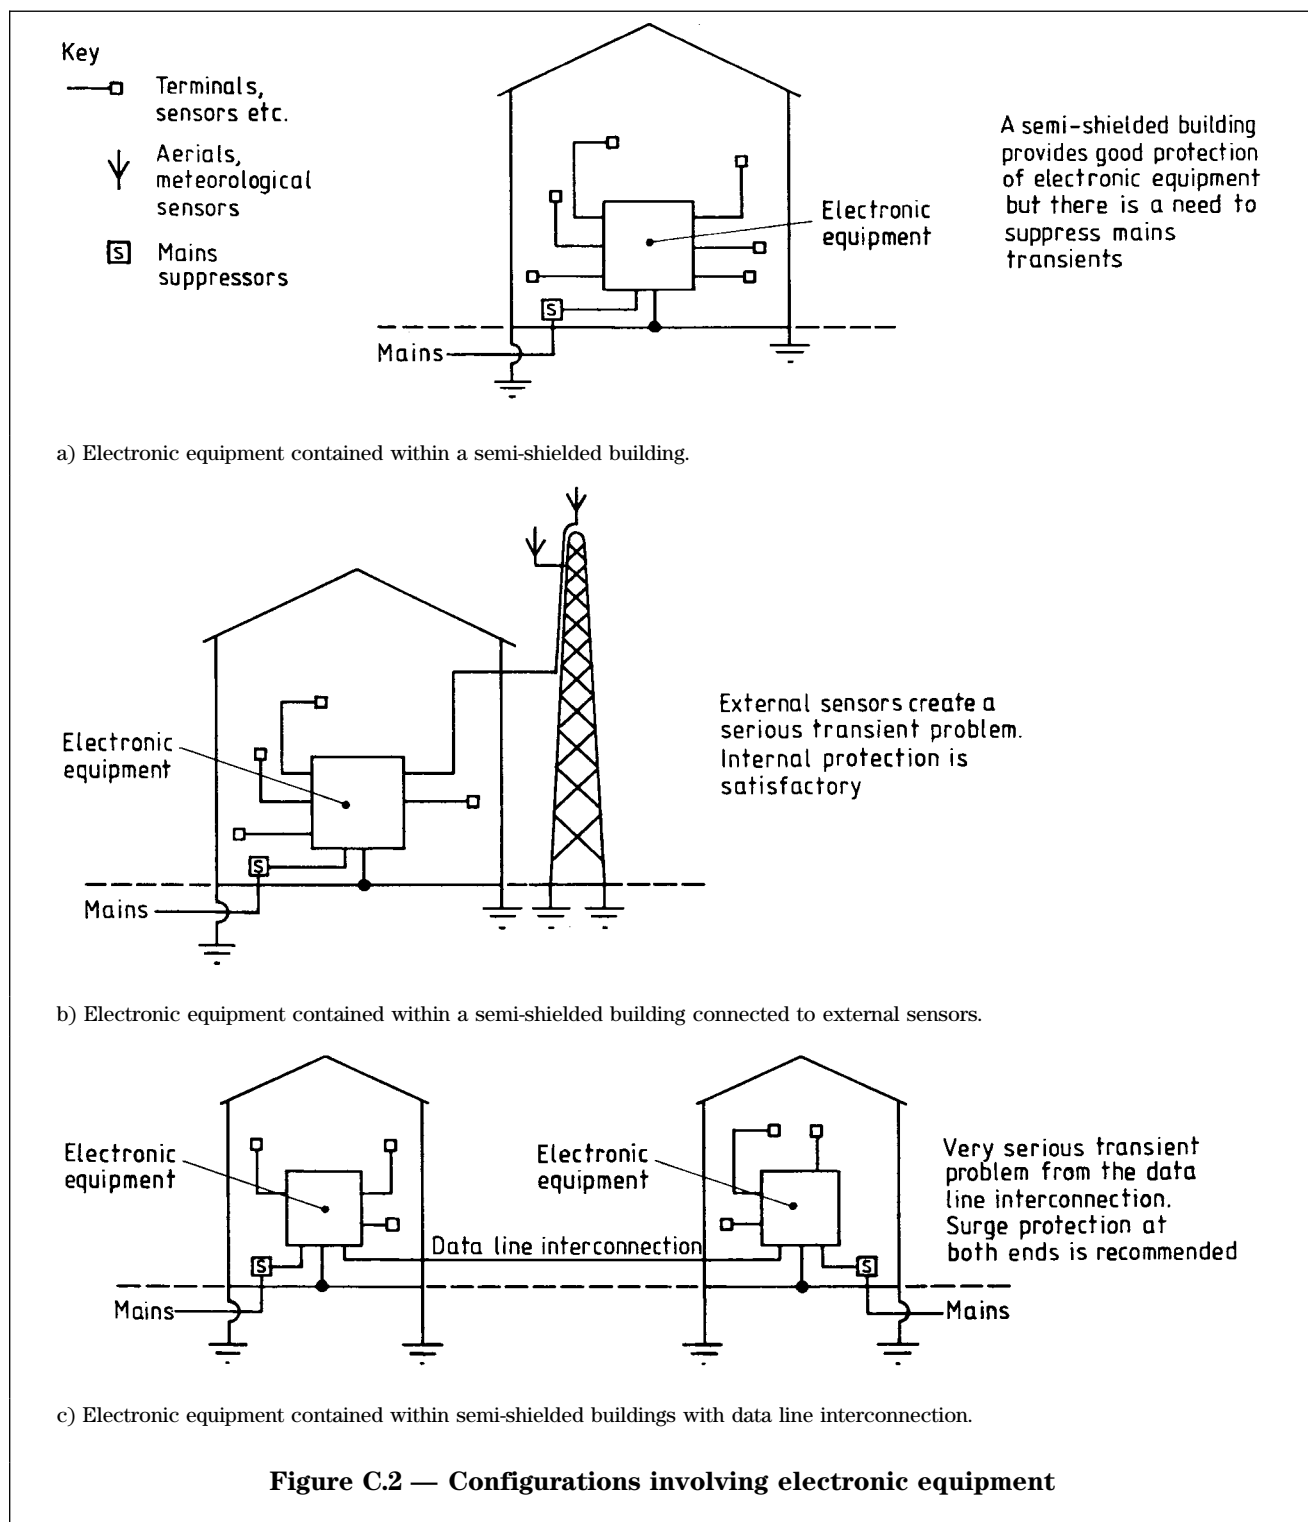 Key
Terminals,
sensors etc.
Aerials,
meteorological
sensors
S
Mains
suppressors
Electronic
equipment
A semi-shielded building
provides good protection
of electronic equipment
but there is a need to
suppress mains
transients
S
Mains
a) Electronic equipment contained within a semi-shielded building.
Electronic
equipment
External sensors create a
serious transient problem.
Internal protection is
satisfactory
S
Mains
b) Electronic equipment contained within a semi-shielded building connected to external sensors.
Electronic
equipment
Electronic
equipment
Very serious transient
problem from the data
line interconnection.
Surge protection at
both ends is recommended
Data line interconnection
S
S
Mains
Mains
c) Electronic equipment contained within semi-shielded buildings with data line interconnection.
Figure C.2 — Configurations involving electronic equipment